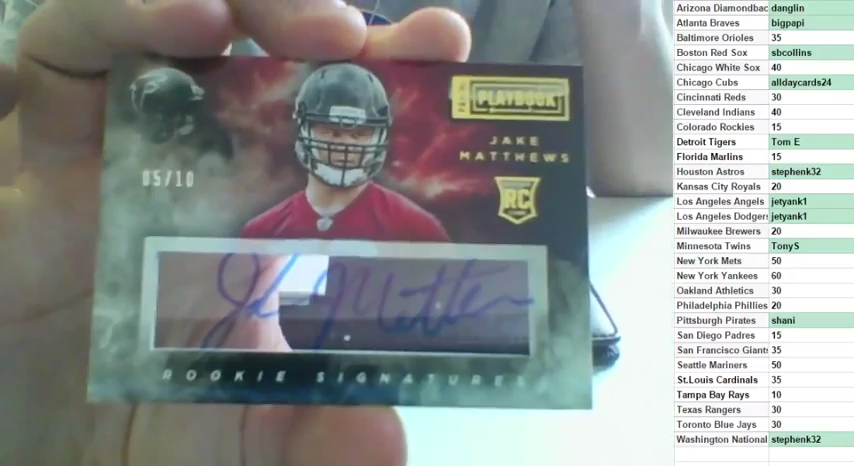 PANINI
PLAYBOOK
JAKE
MATTHEWS
05/10
RC
ROOKIE SIGNATURES
Arizona Diamondbac danglin
Atlanta Braves bigpapi
Baltimore Orioles 35
Boston Red Sox sbcollins
Chicago White Sox 40
Chicago Cubs alldaycards24
Cincinnati Reds 30
Cleveland Indians 40
Colorado Rockies 15
Detroit Tigers Tom E
Florida Marlins 15
Houston Astros stephenk32
Kansas City Royals 20
Los Angeles Angels jetyank1
Los Angeles Dodgers jetyank1
Milwaukee Brewers 20
Minnesota Twins TonyS
New York Mets 50
New York Yankees 60
Oakland Athletics 30
Philadelphia Phillies 20
Pittsburgh Pirates shani
San Diego Padres 15
San Francisco Giants 35
Seattle Mariners 50
St.Louis Cardinals 35
Tampa Bay Rays 10
Texas Rangers 30
Toronto Blue Jays 30
Washington National stephenk32